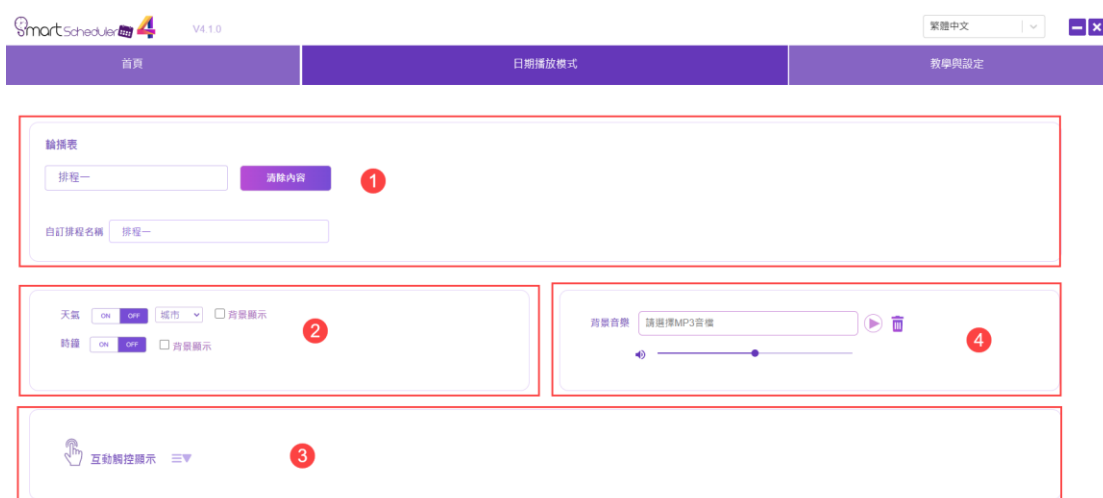 Smart Scheduler 4 V4.1.0 繁體中文
首頁 日期播放模式 教學與設定
輪播表
排程一 清除內容 1
自訂排程名稱 排程一
天氣 ON OFF 城市 背景顯示
時鐘 ON OFF 背景顯示
2
背景音樂 請選擇MP3音檔
4
互動觸控顯示 3